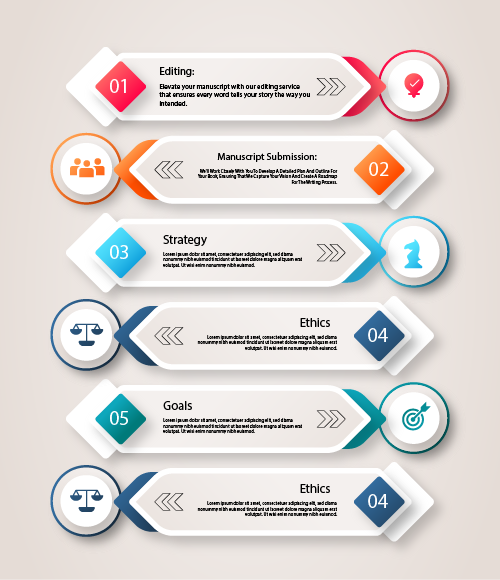 01
Editing:
Elevate your manuscript with our editing service
that ensures every word tells your story the way you
intended.
Manuscript Submission:
We'll Work Closely With You To Develop A Detailed Plan And Outline For
Your Book, Ensuring That We Capture Your Vision And Create A Roadmap
For The Writing Process.
02
03
Strategy
Lorem ipsum dolor sit amet, consectetuer adipiscing elit, sed diam
nonummy nibh euismod tincidunt ut laoreet dolore magna aliquam erat
volutpat. Ut wisi enim nonummy nibh.
Ethics
Lorem ipsum dolor sit amet, consectetuer adipiscing elit, sed diam
nonummy nibh euismod tincidunt ut laoreet dolore magna aliquam erat
volutpat. Ut wisi enim nonummy nibh.
04
05
Goals
Lorem ipsum dolor sit amet, consectetuer adipiscing elit, sed diam
nonummy nibh euismod tincidunt ut laoreet dolore magna aliquam erat
volutpat. Ut wisi enim nonummy nibh.
Ethics
Lorem ipsum dolor sit amet, consectetuer adipiscing elit, sed diam
nonummy nibh euismod tincidunt ut laoreet dolore magna aliquam erat
volutpat. Ut wisi enim nonummy nibh.
04